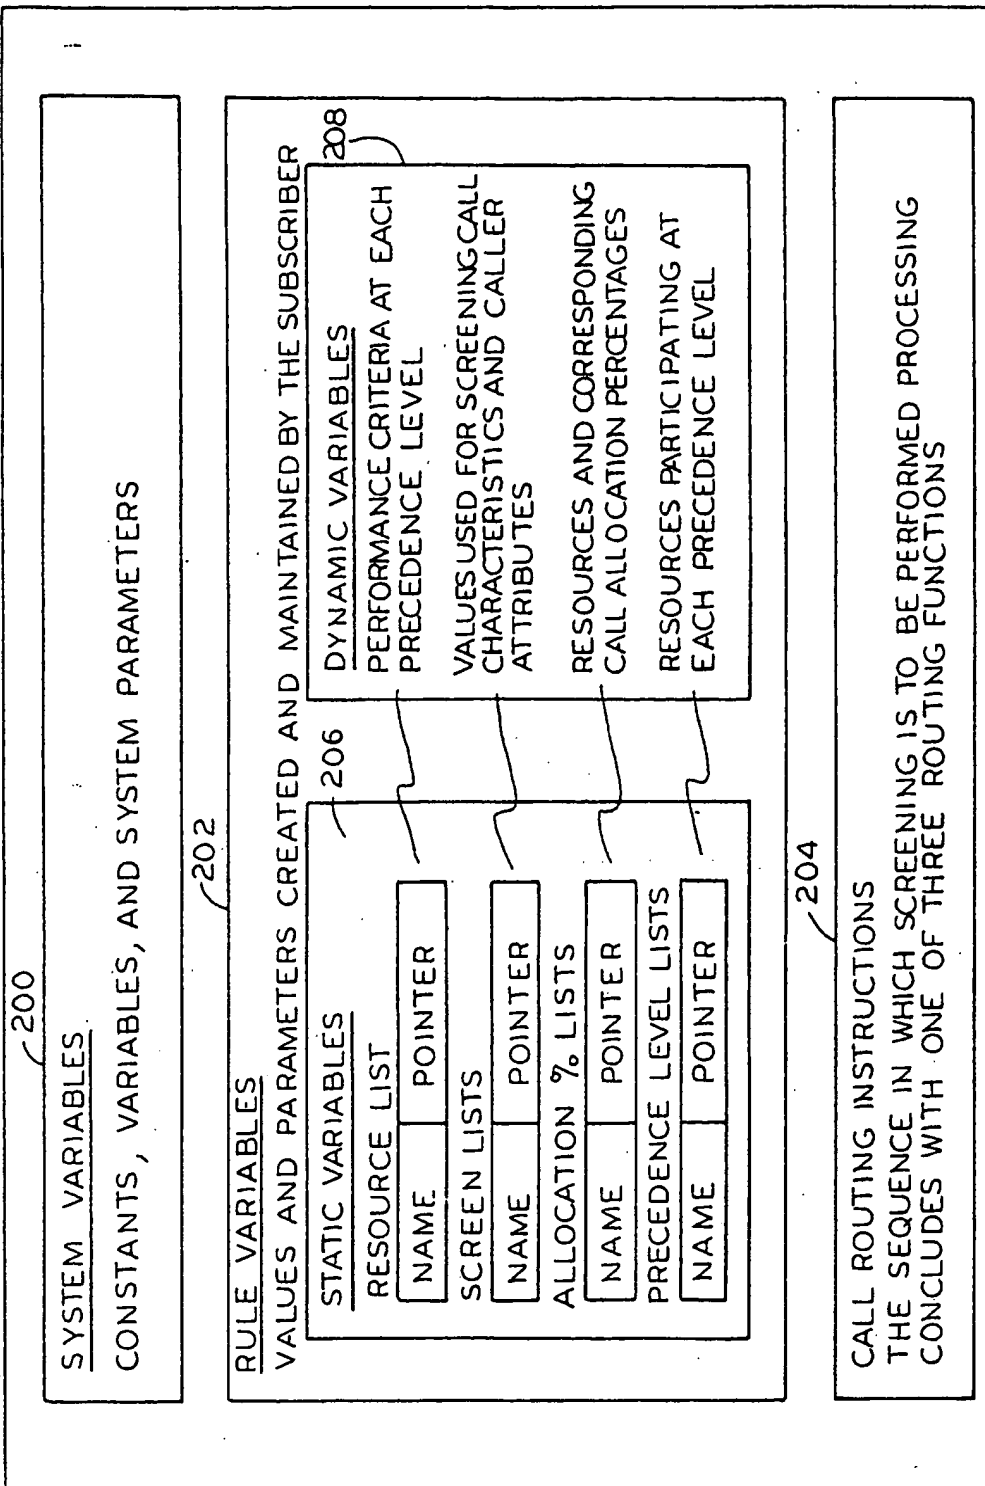 200
SYSTEM VARIABLES
CONSTANTS, VARIABLES, AND SYSTEM PARAMETERS
202
RULE VARIABLES
VALUES AND PARAMETERS CREATED AND MAINTAINED BY THE SUBSCRIBER
206
STATIC VARIABLES
RESOURCE LIST
NAME POINTER
SCREEN LISTS
NAME POINTER
ALLOCATION % LISTS
NAME POINTER
PRECEDENCE LEVEL LISTS
NAME POINTER
208
DYNAMIC VARIABLES
PERFORMANCE CRITERIA AT EACH
PRECEDENCE LEVEL
VALUES USED FOR SCREENING CALL
CHARACTERISTICS AND CALLER
ATTRIBUTES
RESOURCES AND CORRESPONDING
CALL ALLOCATION PERCENTAGES
RESOURCES PARTICIPATING AT
EACH PRECEDENCE LEVEL
204
CALL ROUTING INSTRUCTIONS
THE SEQUENCE IN WHICH SCREENING IS TO BE PERFORMED PROCESSING
CONCLUDES WITH ONE OF THREE ROUTING FUNCTIONS